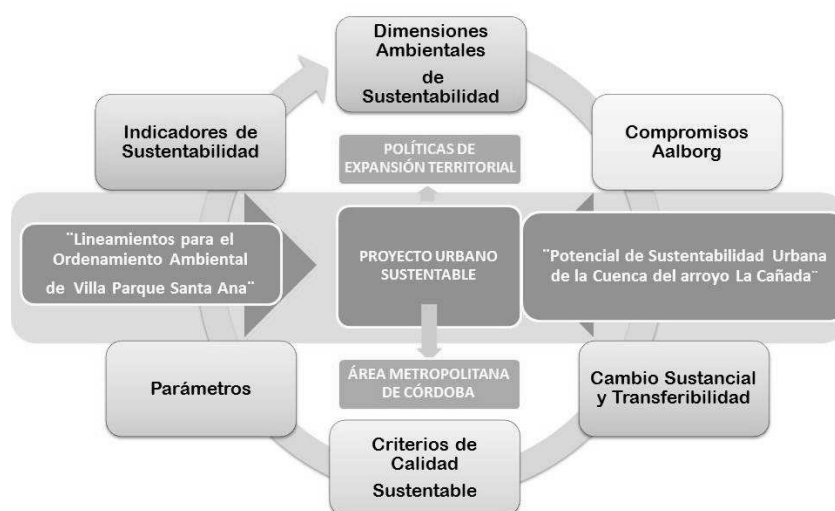 Dimensiones
Ambientales
de
Sustentabilidad
Indicadores de
Sustentabilidad
Compromisos
Aalborg
POLÍTICAS DE
EXPANSIÓN TERRITORIAL
¨Lineamientos para el
Ordenamiento Ambiental
de Villa Parque Santa Ana¨
PROYECTO URBANO
SUSTENTABLE
¨Potencial de Sustentabilidad Urbana
de la Cuenca del arroyo La Cañada¨
ÁREA METROPOLITANA
DE CÓRDOBA
Parámetros
Cambio Sustancial
y Transferibilidad
Criterios de
Calidad
Sustentable